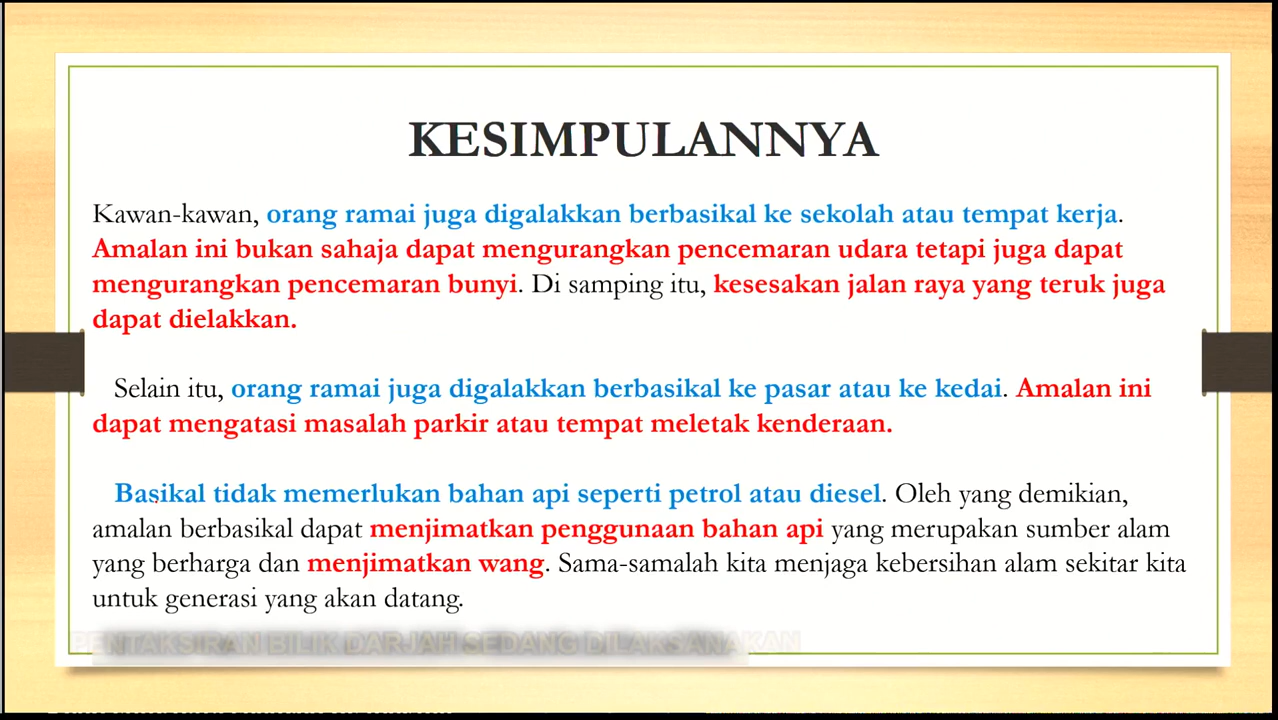 KESIMPULANNYA
Kawan-kawan, orang ramai juga digalakkan berbasikal ke sekolah atau tempat kerja.
Amalan ini bukan sahaja dapat mengurangkan pencemaran udara tetapi juga dapat
mengurangkan pencemaran bunyi. Di samping itu, kesesakan jalan raya yang teruk juga
dapat dielakkan.
Selain itu, orang ramai juga digalakkan berbasikal ke pasar atau ke kedai. Amalan ini
dapat mengatasi masalah parkir atau tempat meletak kenderaan.
Basikal tidak memerlukan bahan api seperti petrol atau diesel. Oleh yang demikian,
amalan berbasikal dapat menjimatkan penggunaan bahan api yang merupakan sumber alam
yang berharga dan menjimatkan wang. Sama-samalah kita menjaga kebersihan alam sekitar kita
untuk generasi yang akan datang.
PENTAKSIRAN BILIK DARJAH SEDANG DILAKSANAKAN